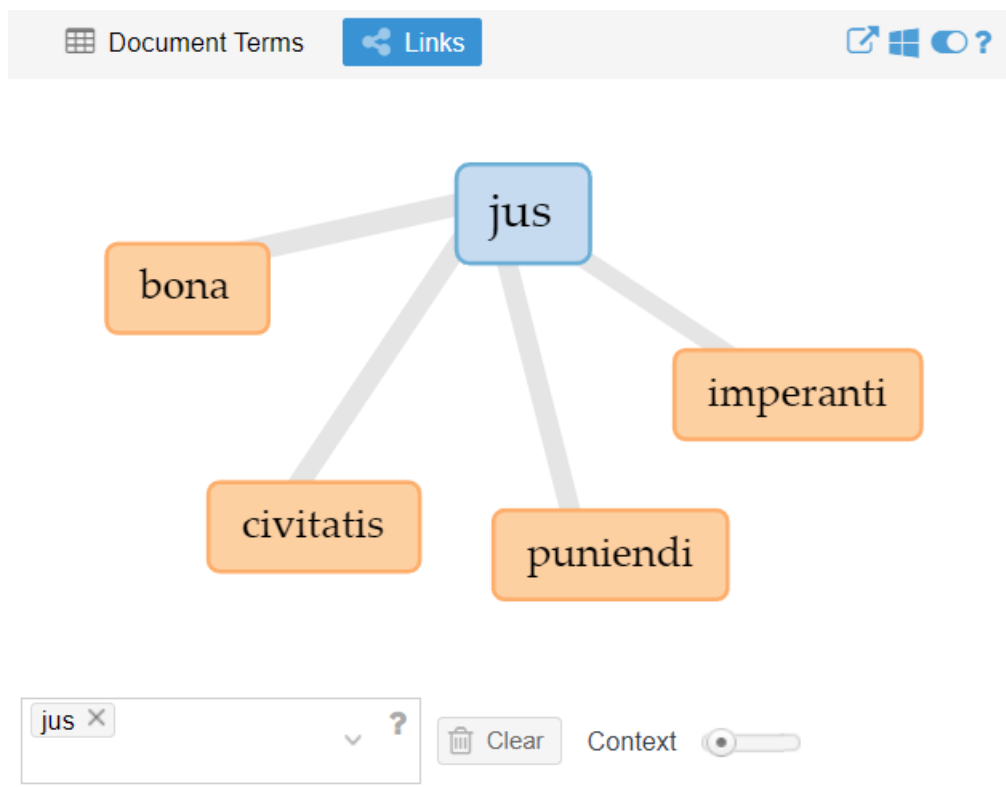 Document Terms Links ?
jus
bona
imperanti
civitatis
puniendi
jus × ? Clear Context